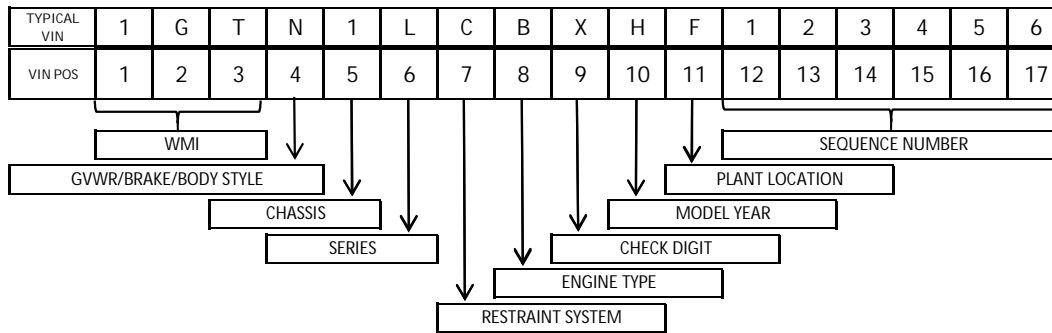 TYPICAL VIN 1 G T N 1 L C B X H F 1 2 3 4 5 6
VIN POS 1 2 3 4 5 6 7 8 9 10 11 12 13 14 15 16 17
WMI SEQUENCE NUMBER
GVWR/BRAKE/BODY STYLE PLANT LOCATION
CHASSIS MODEL YEAR
SERIES CHECK DIGIT
ENGINE TYPE
RESTRAINT SYSTEM